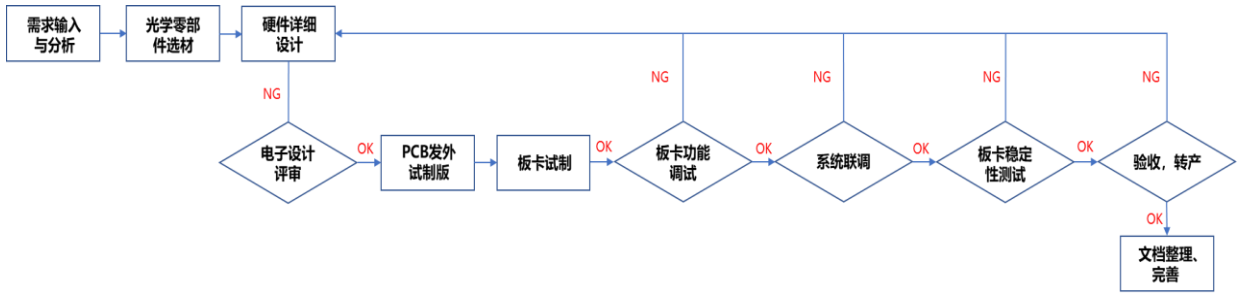 需求输入
与分析
光学零部
件选材
硬件详细
设计
NG
NG
NG
NG
NG
电子设计
评审
OK
PCB发外
试制版
板卡试制
OK
板卡功能
调试
OK
系统联调
OK
板卡稳定
性测试
OK
验收，转产
OK
文档整理、
完善